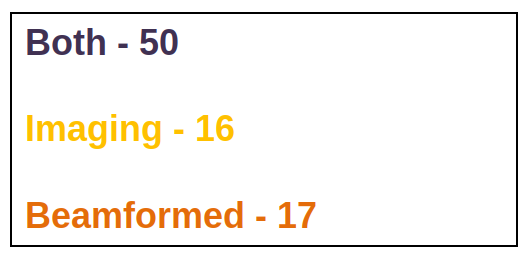 Both - 50
Imaging - 16
Beamformed - 17